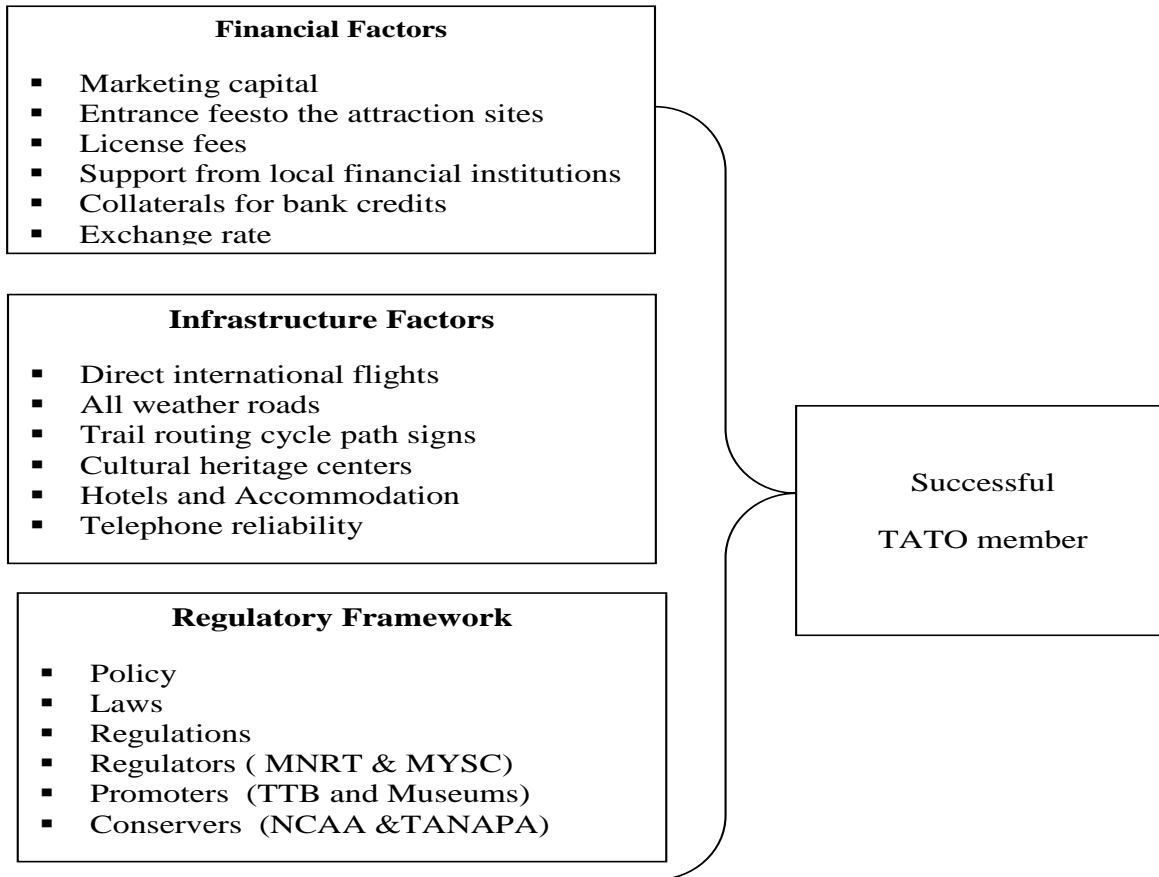 Financial Factors
▪ Marketing capital
▪ Entrance feesto the attraction sites
▪ License fees
▪ Support from local financial institutions
▪ Collaterals for bank credits
▪ Exchange rate
Infrastructure Factors
▪ Direct international flights
▪ All weather roads
▪ Trail routing cycle path signs
▪ Cultural heritage centers
▪ Hotels and Accommodation
▪ Telephone reliability
Successful
TATO member
Regulatory Framework
▪ Policy
▪ Laws
▪ Regulations
▪ Regulators ( MNRT & MYSC)
▪ Promoters (TTB and Museums)
▪ Conservers (NCAA &TANAPA)